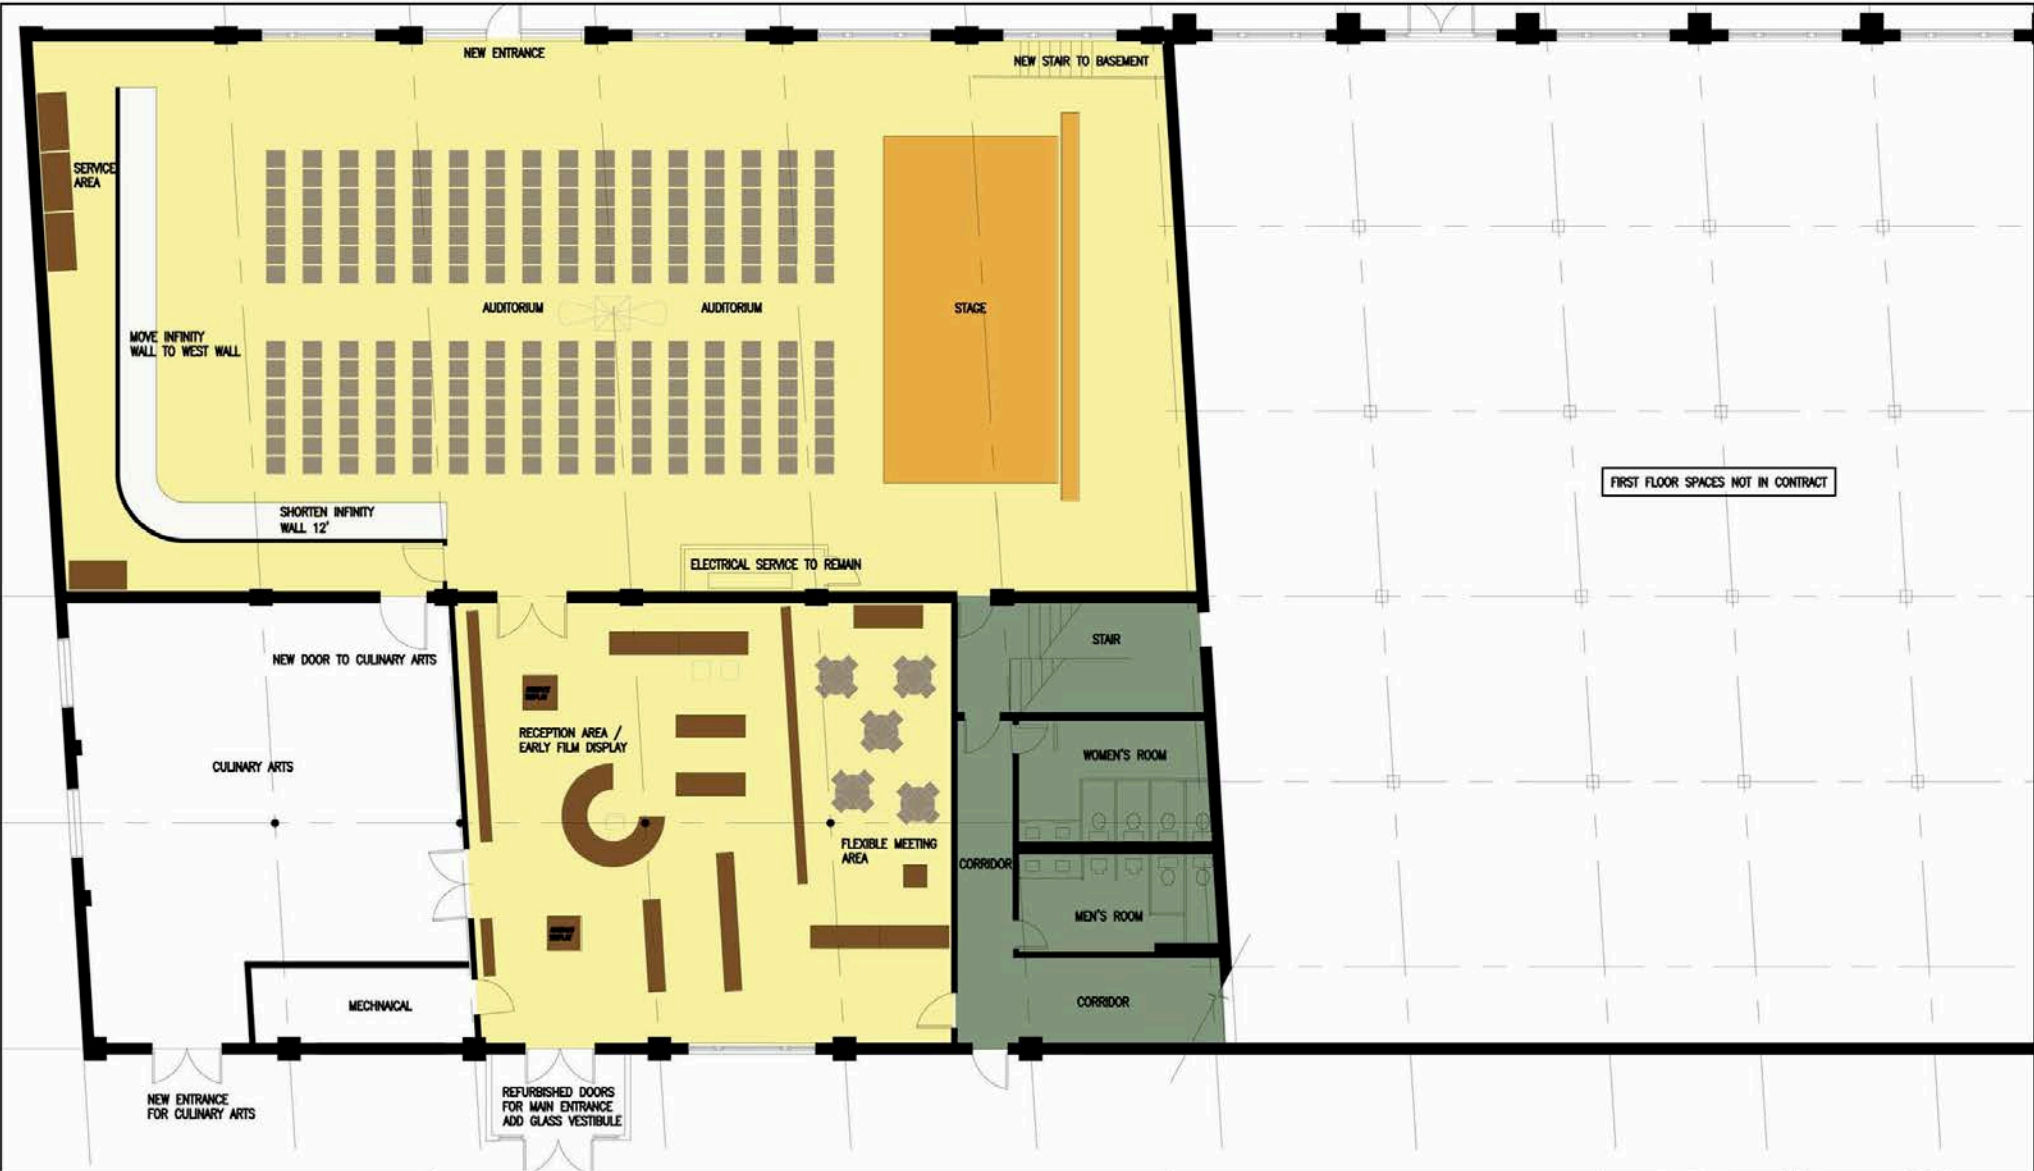 NEW ENTRANCE
NEW STAIR TO BASEMENT
SERVICE
AREA
AUDITORIUM
AUDITORIUM
STAGE
MOVE INFINITY
WALL TO WEST WALL
FIRST FLOOR SPACES NOT IN CONTRACT
SHORTEN INFINITY
WALL 12'
ELECTRICAL SERVICE TO REMAIN
NEW DOOR TO CULINARY ARTS
STAIR
RECEPTION AREA /
EARLY FILM DISPLAY
WOMEN'S ROOM
CULINARY ARTS
FLEXIBLE MEETING
AREA
CORRIDOR
MEN'S ROOM
MECHNAICAL
CORRIDOR
NEW ENTRANCE
FOR CULINARY ARTS
REFURBISHED DOORS
FOR MAIN ENTRANCE
ADD GLASS VESTIBULE